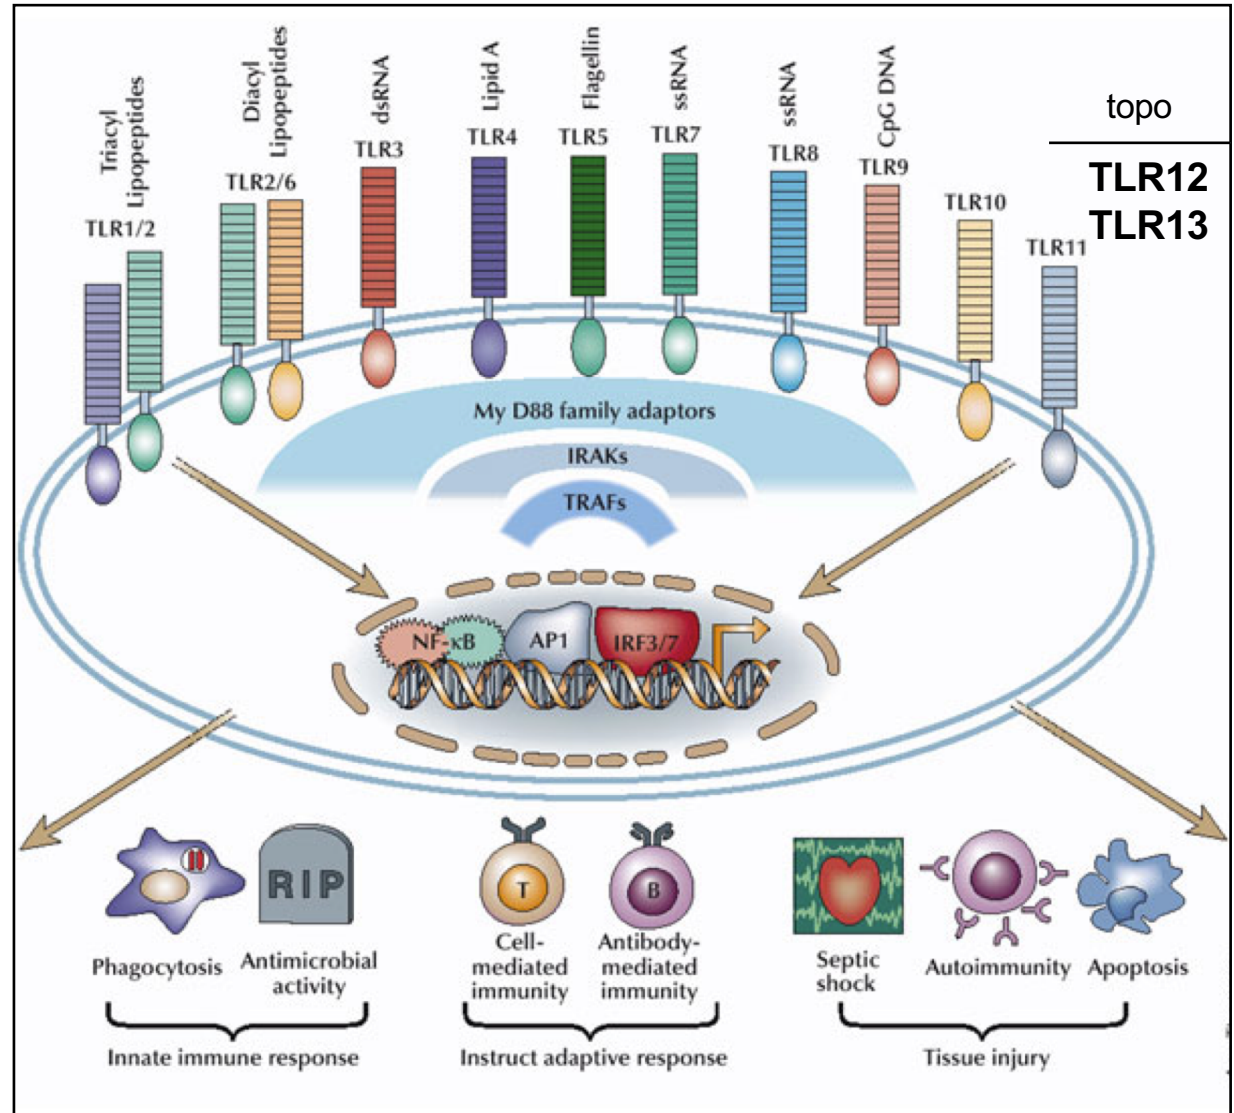 Triacyl
Lipopeptides
TLR1/2
Diacyl
Lipopeptides
TLR2/6
dsRNA
TLR3
Lipid A
TLR4
Flagellin
TLR5
ssRNA
TLR7
ssRNA
TLR8
CpG DNA
TLR9
TLR10
TLR11
topo
TLR12
TLR13
My D88 family adaptors
IRAKs
TRAFs
NF-κB
AP1
IRF3/7
RIP
T
B
Phagocytosis
Antimicrobial
activity
Cell-
mediated
immunity
Antibody-
mediated
immunity
Septic
shock
Autoimmunity
Apoptosis
Innate immune response
Instruct adaptive response
Tissue injury